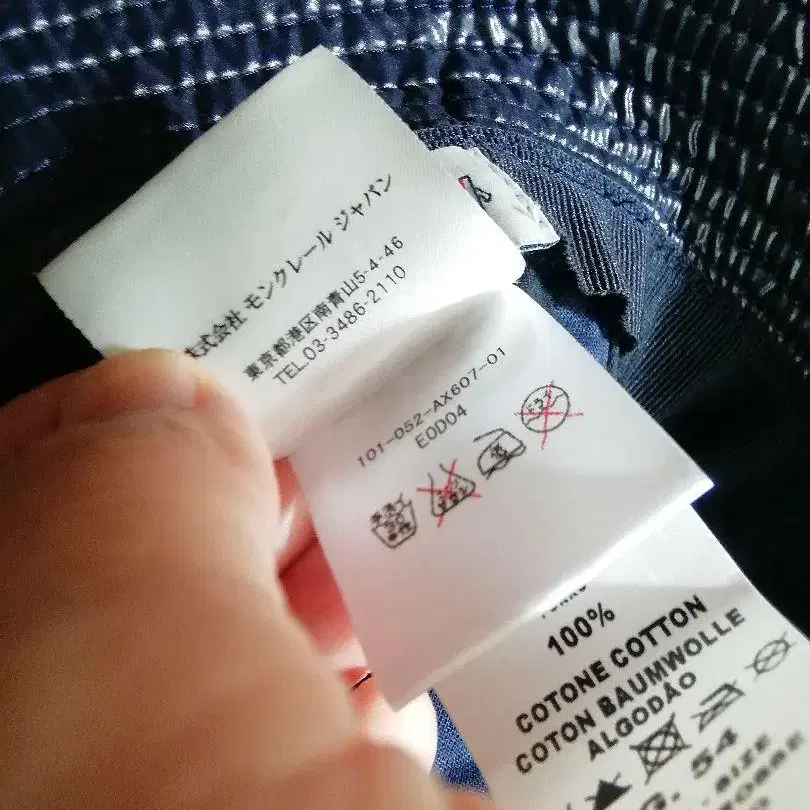 株式会社 モンクレール ジャパン
東京都港区南青山5-4-46
TEL.03-3486-2110
101-052-AX607-01
E0D04
100%
COTONE COTTON
COTON BAUMWOLLE
ALGODÃO
54
SIZE